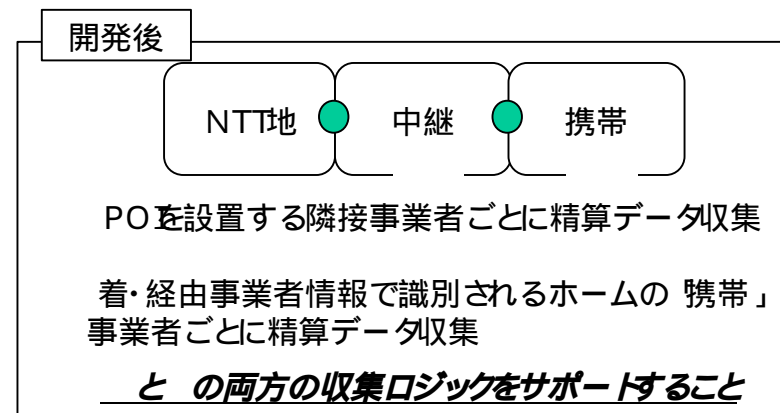 開発後
NTT地 中継 携帯
POIを設置する隣接事業者ごとに精算データ収集
着・経由事業者情報で識別されるホームの「携帯」
事業者ごとに精算データ収集
と の両方の収集ロジックをサポートすること